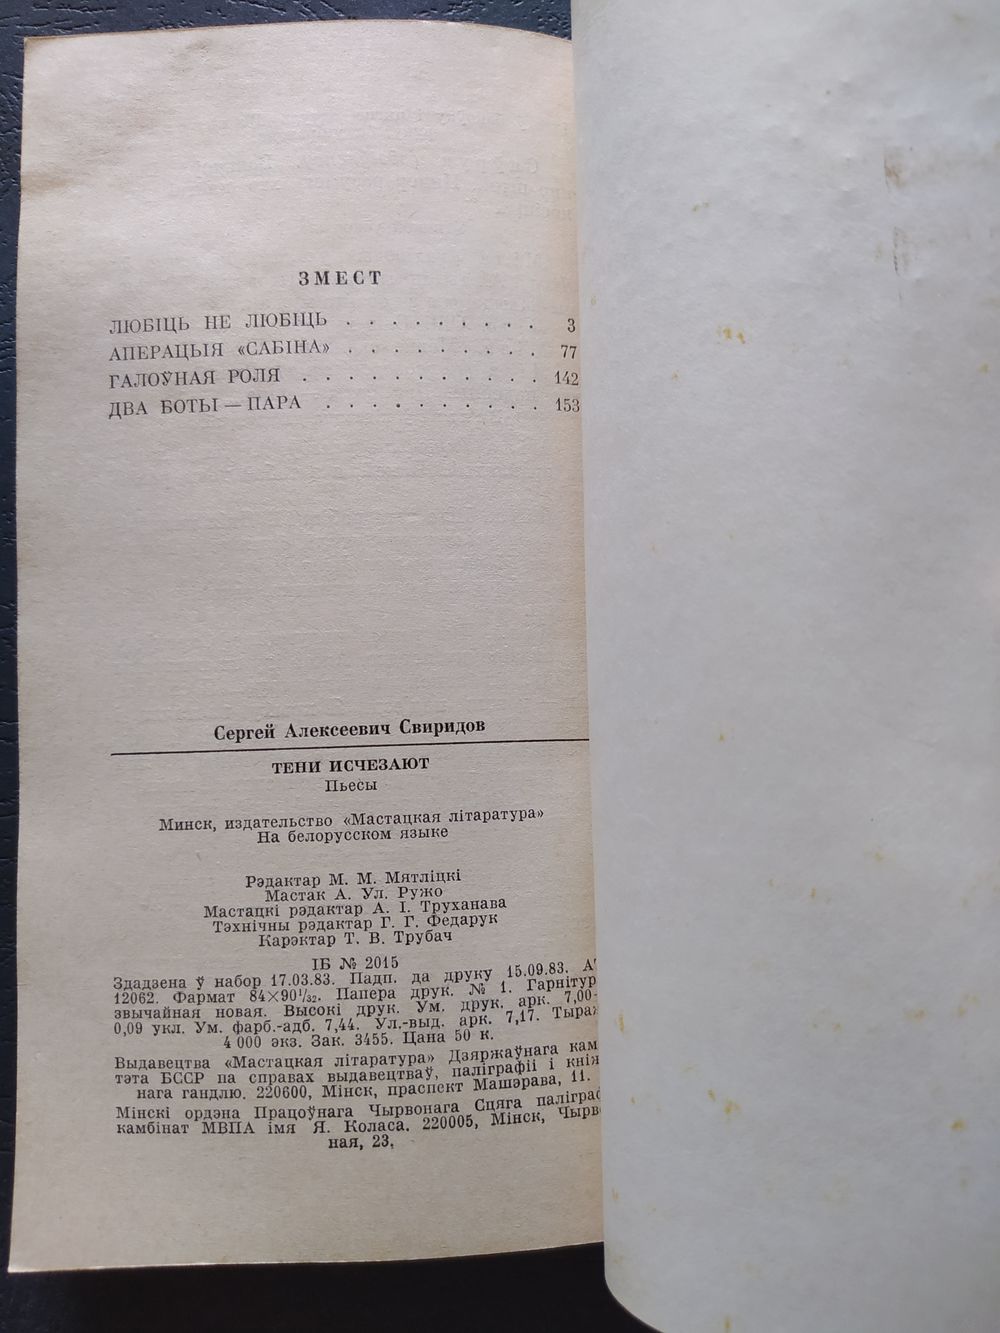 ЗМЕСТ
ЛЮБІЦЬ НЕ ЛЮБІЦЬ . . . . . . . . . 3
АПЕРАЦЫЯ «САБІНА» . . . . . . . . . 77
ГАЛОЎНАЯ РОЛЯ . . . . . . . . . . . 142
ДВА БОТЫ — ПАРА . . . . . . . . . . 153
Сергей Алексеевич Свиридов
ТЕНИ ИСЧЕЗАЮТ
Пьесы
Минск, издательство «Мастацкая літаратура»
На белорусском языке
Рэдактар М. М. Мятліцкі
Мастак А. Ул. Ружо
Мастацкі рэдактар А. І. Труханава
Тэхнічны рэдактар Г. Г. Федарук
Карэктар Т. В. Трубач
ІБ № 2015
Здадзена ў набор 17.03.83. Падп. да друку 15.09.83. АТ
12062. Фармат 84×90¹/₃₂. Папера друк. № 1. Гарнітур
звычайная новая. Высокі друк. Ум. друк. арк. 7,00+
0,09 укл. Ум. фарб.-адб. 7,44. Ул.-выд. арк. 7,17. Тыраж
4 000 экз. Зак. 3455. Цана 50 к.
Выдавецтва «Мастацкая літаратура» Дзяржаўнага кам
тэта БССР па справах выдавецтваў, паліграфіі і кніж
нага гандлю. 220600, Мінск, праспект Машэрава, 11.
Мінскі ордэна Працоўнага Чырвонага Сцяга паліграф
камбінат МВПА імя Я. Коласа. 220005, Мінск, Чырво
ная, 23.